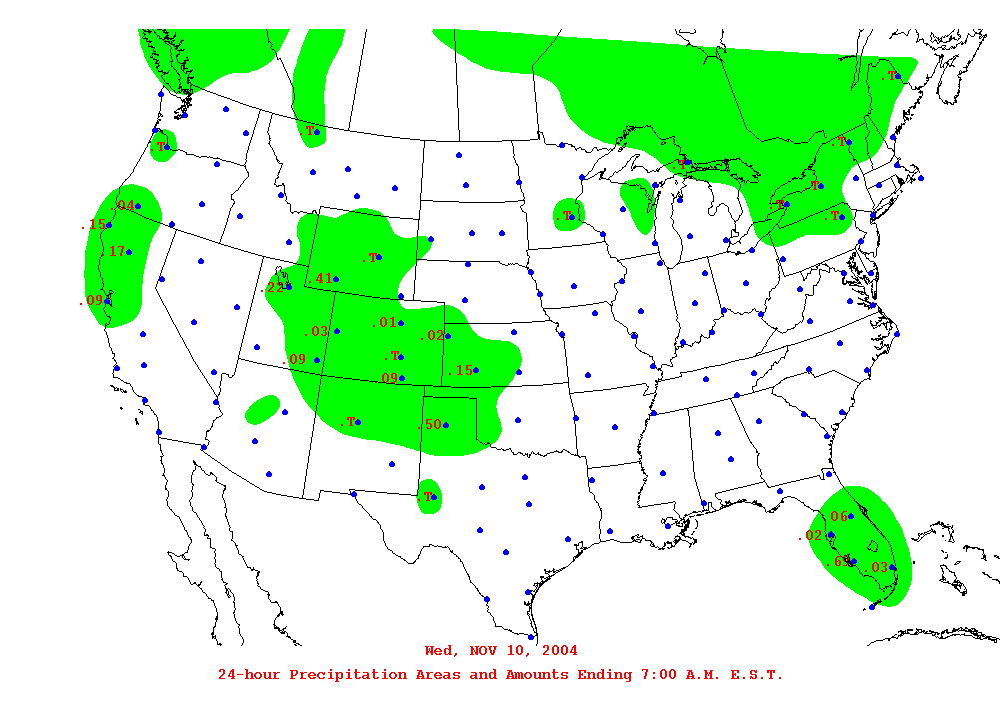 .T
.T
.T
.T
.T
.T
.04
.T
.T
.T
.15
.17
.T
.41
.22
.09
.01
.03
.02
.T
.09
.15
.09
.T
.50
.T
.06
.02
.03
Wed, NOV 10, 2004
24-hour Precipitation Areas and Amounts Ending 7:00 A.M. E.S.T.